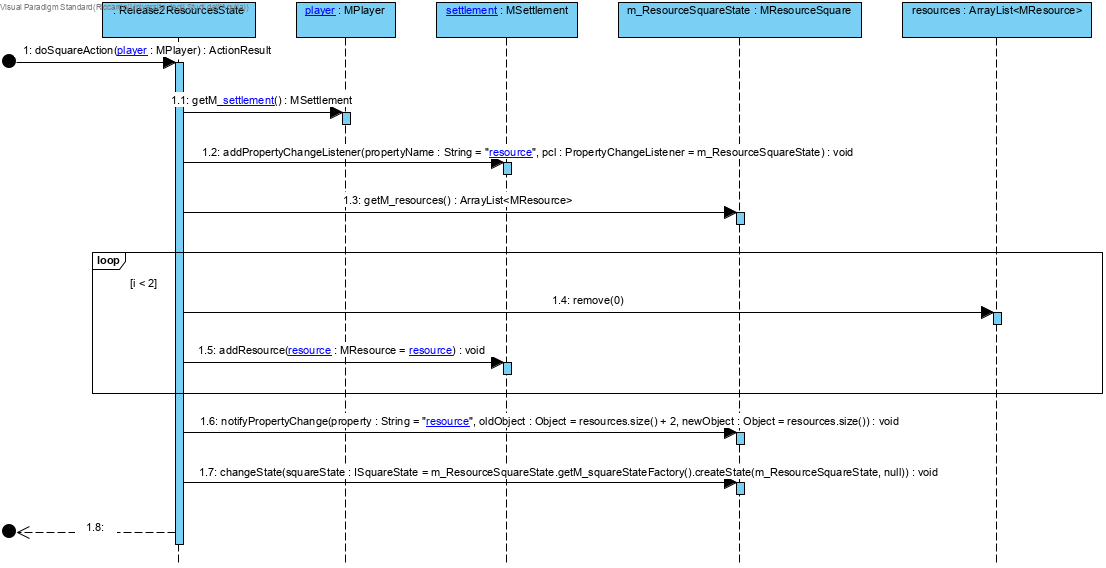 Visual Paradigm Standard(Riccardo
: Release2ResourcesState
player : MPlayer
settlement : MSettlement
m_ResourceSquareState : MResourceSquare
resources : ArrayList<MResource>
1: doSquareAction(player : MPlayer) : ActionResult
1.1: getM_settlement() : MSettlement
1.2: addPropertyChangeListener(propertyName : String = "resource", pcl : PropertyChangeListener = m_ResourceSquareState) : void
1.3: getM_resources() : ArrayList<MResource>
loop
[i < 2]
1.4: remove(0)
1.5: addResource(resource : MResource = resource) : void
1.6: notifyPropertyChange(property : String = "resource", oldObject : Object = resources.size() + 2, newObject : Object = resources.size()) : void
1.7: changeState(squareState : ISquareState = m_ResourceSquareState.getM_squareStateFactory().createState(m_ResourceSquareState, null)) : void
1.8: